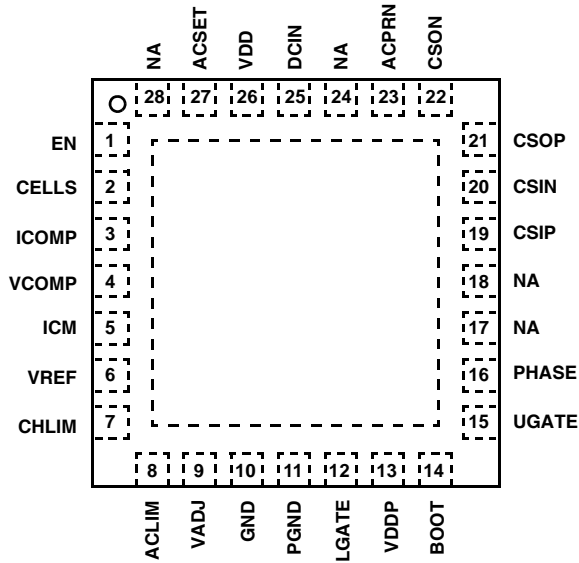 NA ACSET VDD DCIN NA ACPRN CSON
28 27 26 25 24 23 22
EN 1 21 CSOP
CELLS 2 20 CSIN
ICOMP 3 19 CSIP
VCOMP 4 18 NA
ICM 5 17 NA
VREF 6 16 PHASE
CHLIM 7 15 UGATE
8 9 10 11 12 13 14
ACLIM VADJ GND PGND LGATE VDDP BOOT